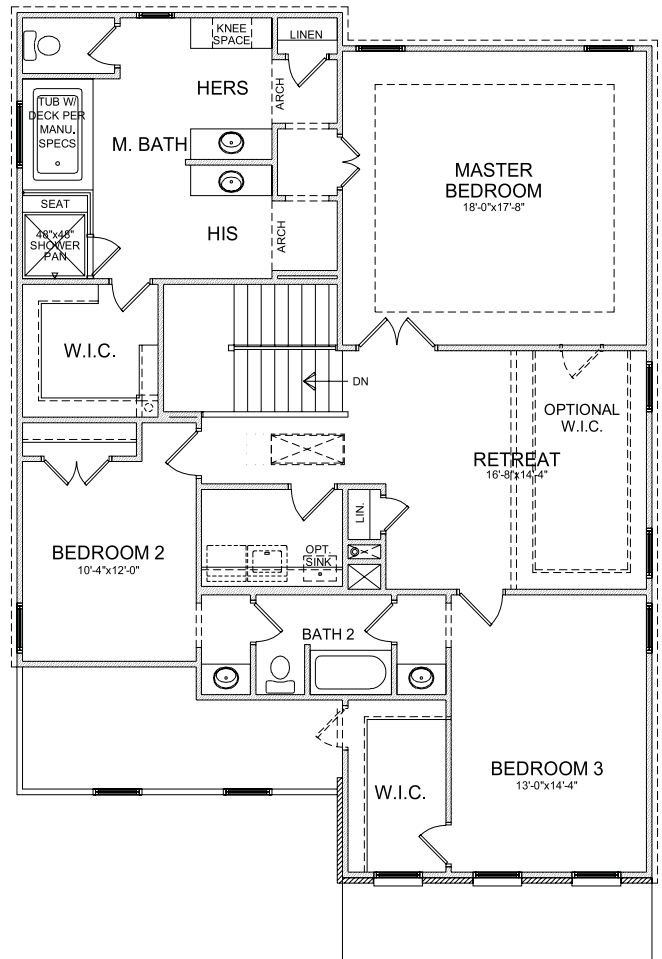 KNEE
SPACE
LINEN
HERS
ARCH
TUB W/
DECK PER
MANU.
SPECS
M. BATH
MASTER
BEDROOM
18'-0"x17'-8"
SEAT
48"x48"
SHOWER
PAN
HIS
ARCH
W.I.C.
DN
OPTIONAL
W.I.C.
RETREAT
16'-8"x14'-4"
LIN.
BEDROOM 2
10'-4"x12'-0"
OPT.
SINK
BATH 2
BEDROOM 3
13'-0"x14'-4"
W.I.C.